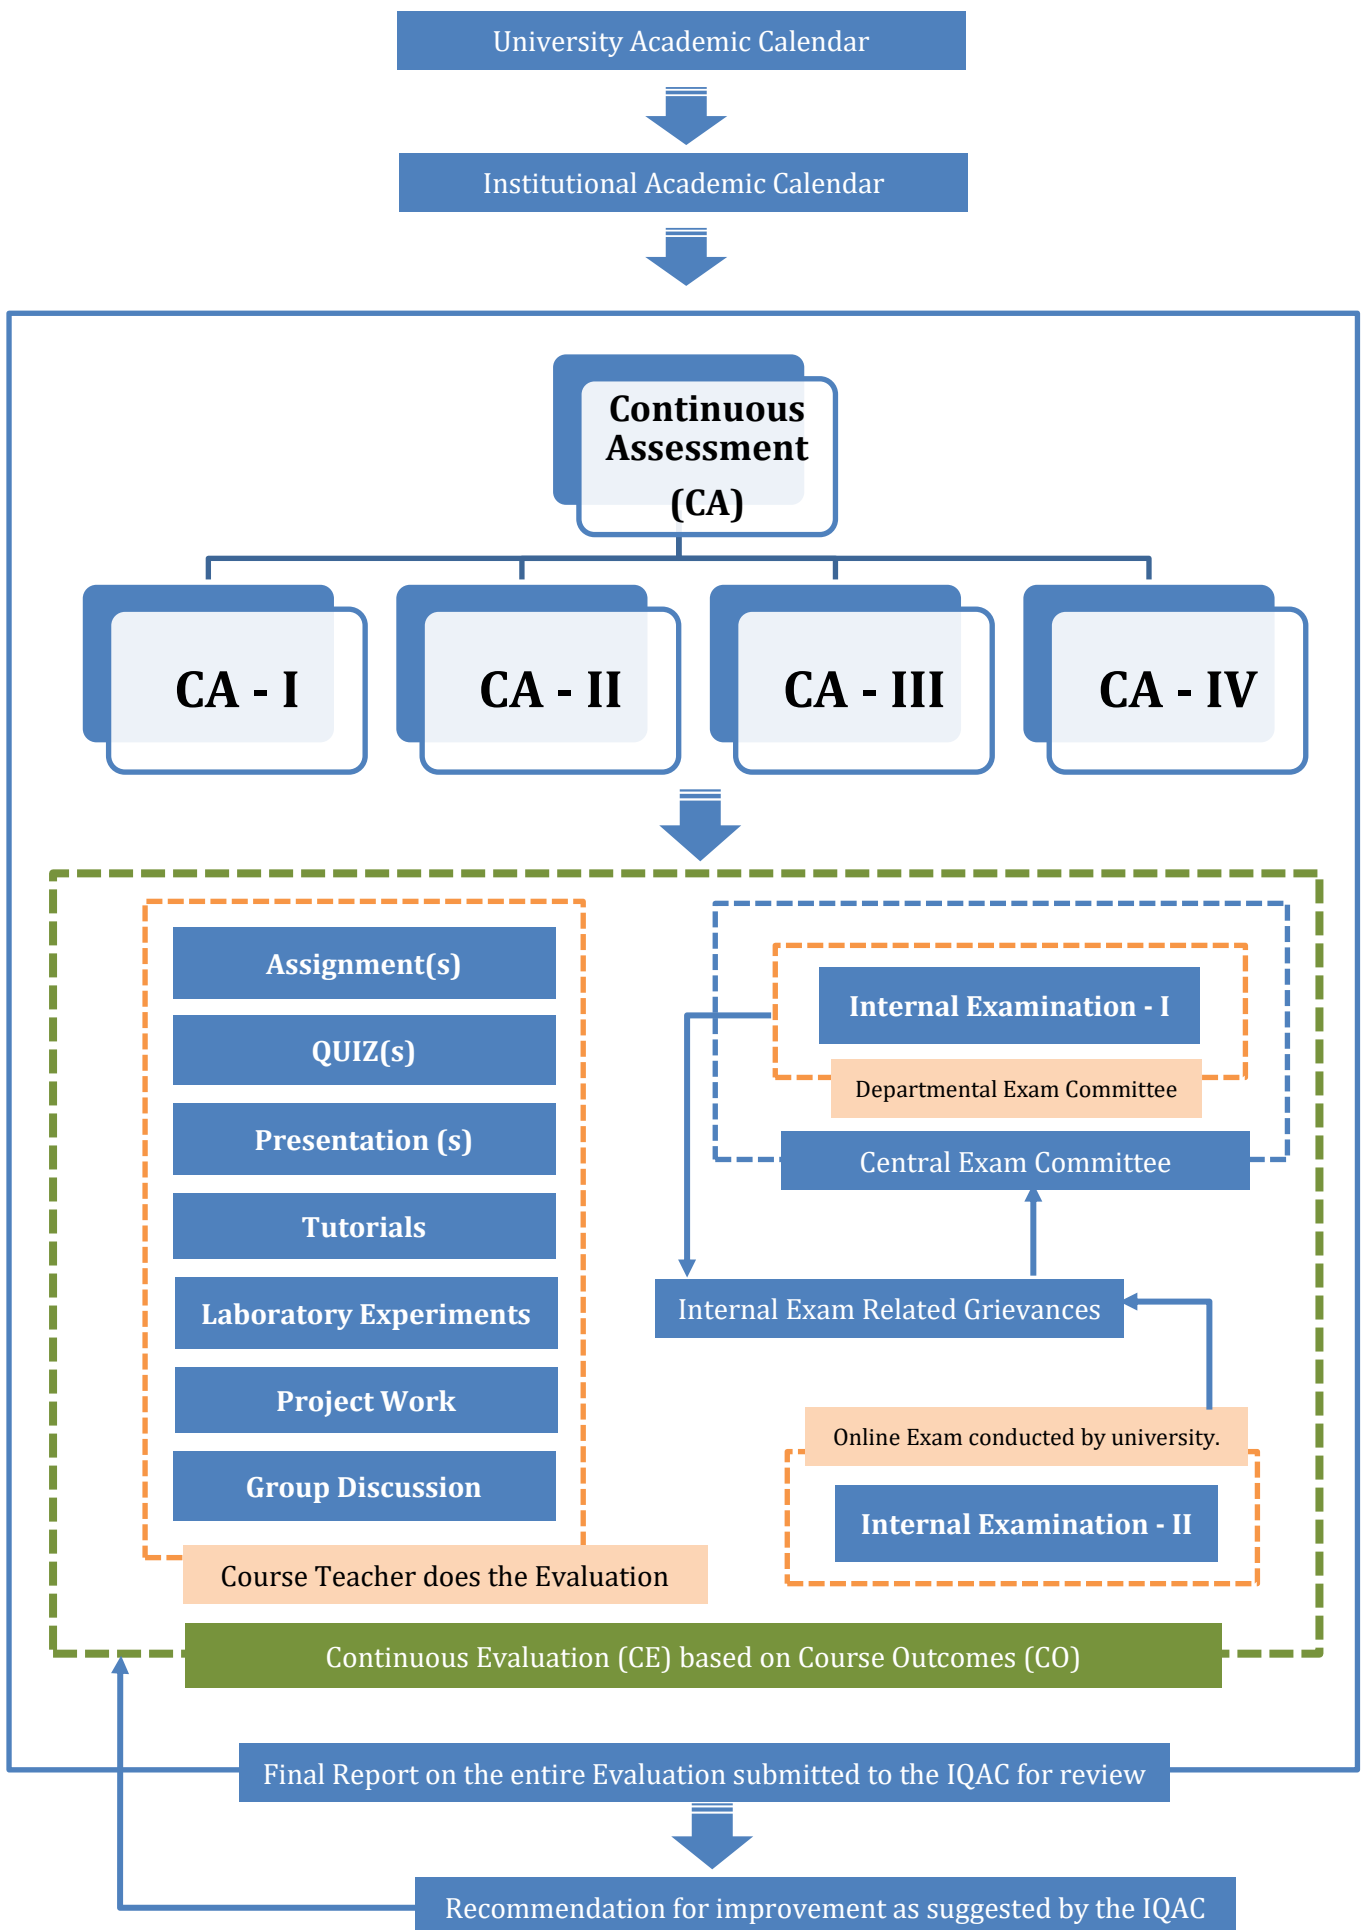 University Academic Calendar
Institutional Academic Calendar
Continuous
Assessment
(CA)
CA - I
CA - II
CA - III
CA - IV
Assignment(s)
QUIZ(s)
Presentation (s)
Tutorials
Laboratory Experiments
Project Work
Group Discussion
Course Teacher does the Evaluation
Internal Examination - I
Departmental Exam Committee
Central Exam Committee
Internal Exam Related Grievances
Online Exam conducted by university.
Internal Examination - II
Continuous Evaluation (CE) based on Course Outcomes (CO)
Final Report on the entire Evaluation submitted to the IQAC for review
Recommendation for improvement as suggested by the IQAC